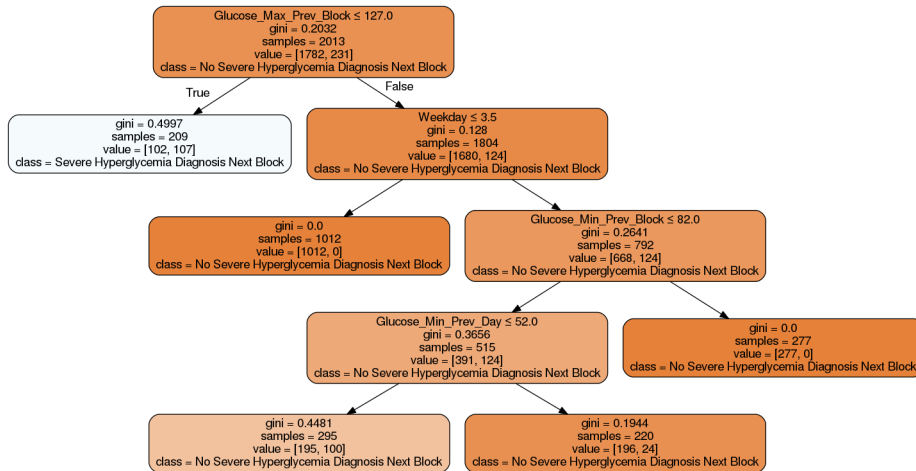 Glucose_Max_Prev_Block ≤ 127.0
gini = 0.2032
samples = 2013
value = [1782, 231]
class = No Severe Hyperglycemia Diagnosis Next Block
True
False
gini = 0.4997
samples = 209
value = [102, 107]
class = Severe Hyperglycemia Diagnosis Next Block
Weekday ≤ 3.5
gini = 0.128
samples = 1804
value = [1680, 124]
class = No Severe Hyperglycemia Diagnosis Next Block
gini = 0.0
samples = 1012
value = [1012, 0]
class = No Severe Hyperglycemia Diagnosis Next Block
Glucose_Min_Prev_Block ≤ 82.0
gini = 0.2641
samples = 792
value = [668, 124]
class = No Severe Hyperglycemia Diagnosis Next Block
Glucose_Min_Prev_Day ≤ 52.0
gini = 0.3656
samples = 515
value = [391, 124]
class = No Severe Hyperglycemia Diagnosis Next Block
gini = 0.0
samples = 277
value = [277, 0]
class = No Severe Hyperglycemia Diagnosis Next Block
gini = 0.4481
samples = 295
value = [195, 100]
class = No Severe Hyperglycemia Diagnosis Next Block
gini = 0.1944
samples = 220
value = [196, 24]
class = No Severe Hyperglycemia Diagnosis Next Block